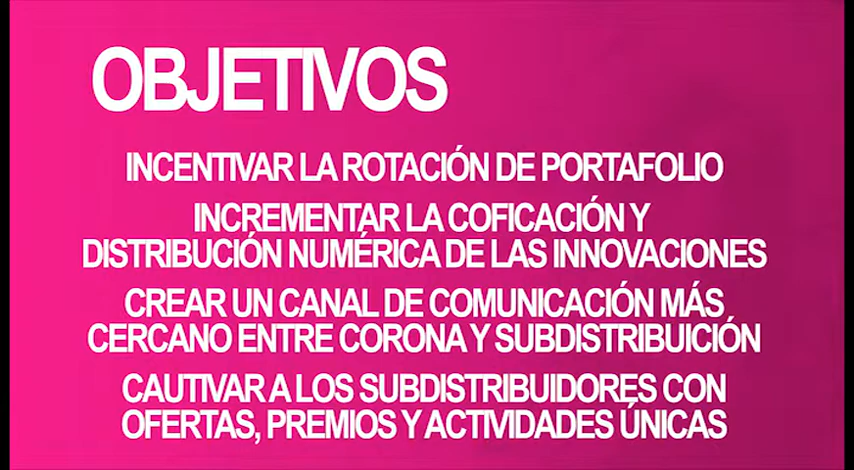 OBJETIVOS
INCENTIVAR LA ROTACIÓN DE PORTAFOLIO
INCREMENTAR LA COFICACIÓN Y
DISTRIBUCIÓN NUMÉRICA DE LAS INNOVACIONES
CREAR UN CANAL DE COMUNICACIÓN MÁS
CERCANO ENTRE CORONA Y SUBDISTRIBUICIÓN
CAUTIVAR A LOS SUBDISTRIBUIDORES CON
OFERTAS, PREMIOS Y ACTIVIDADES ÚNICAS